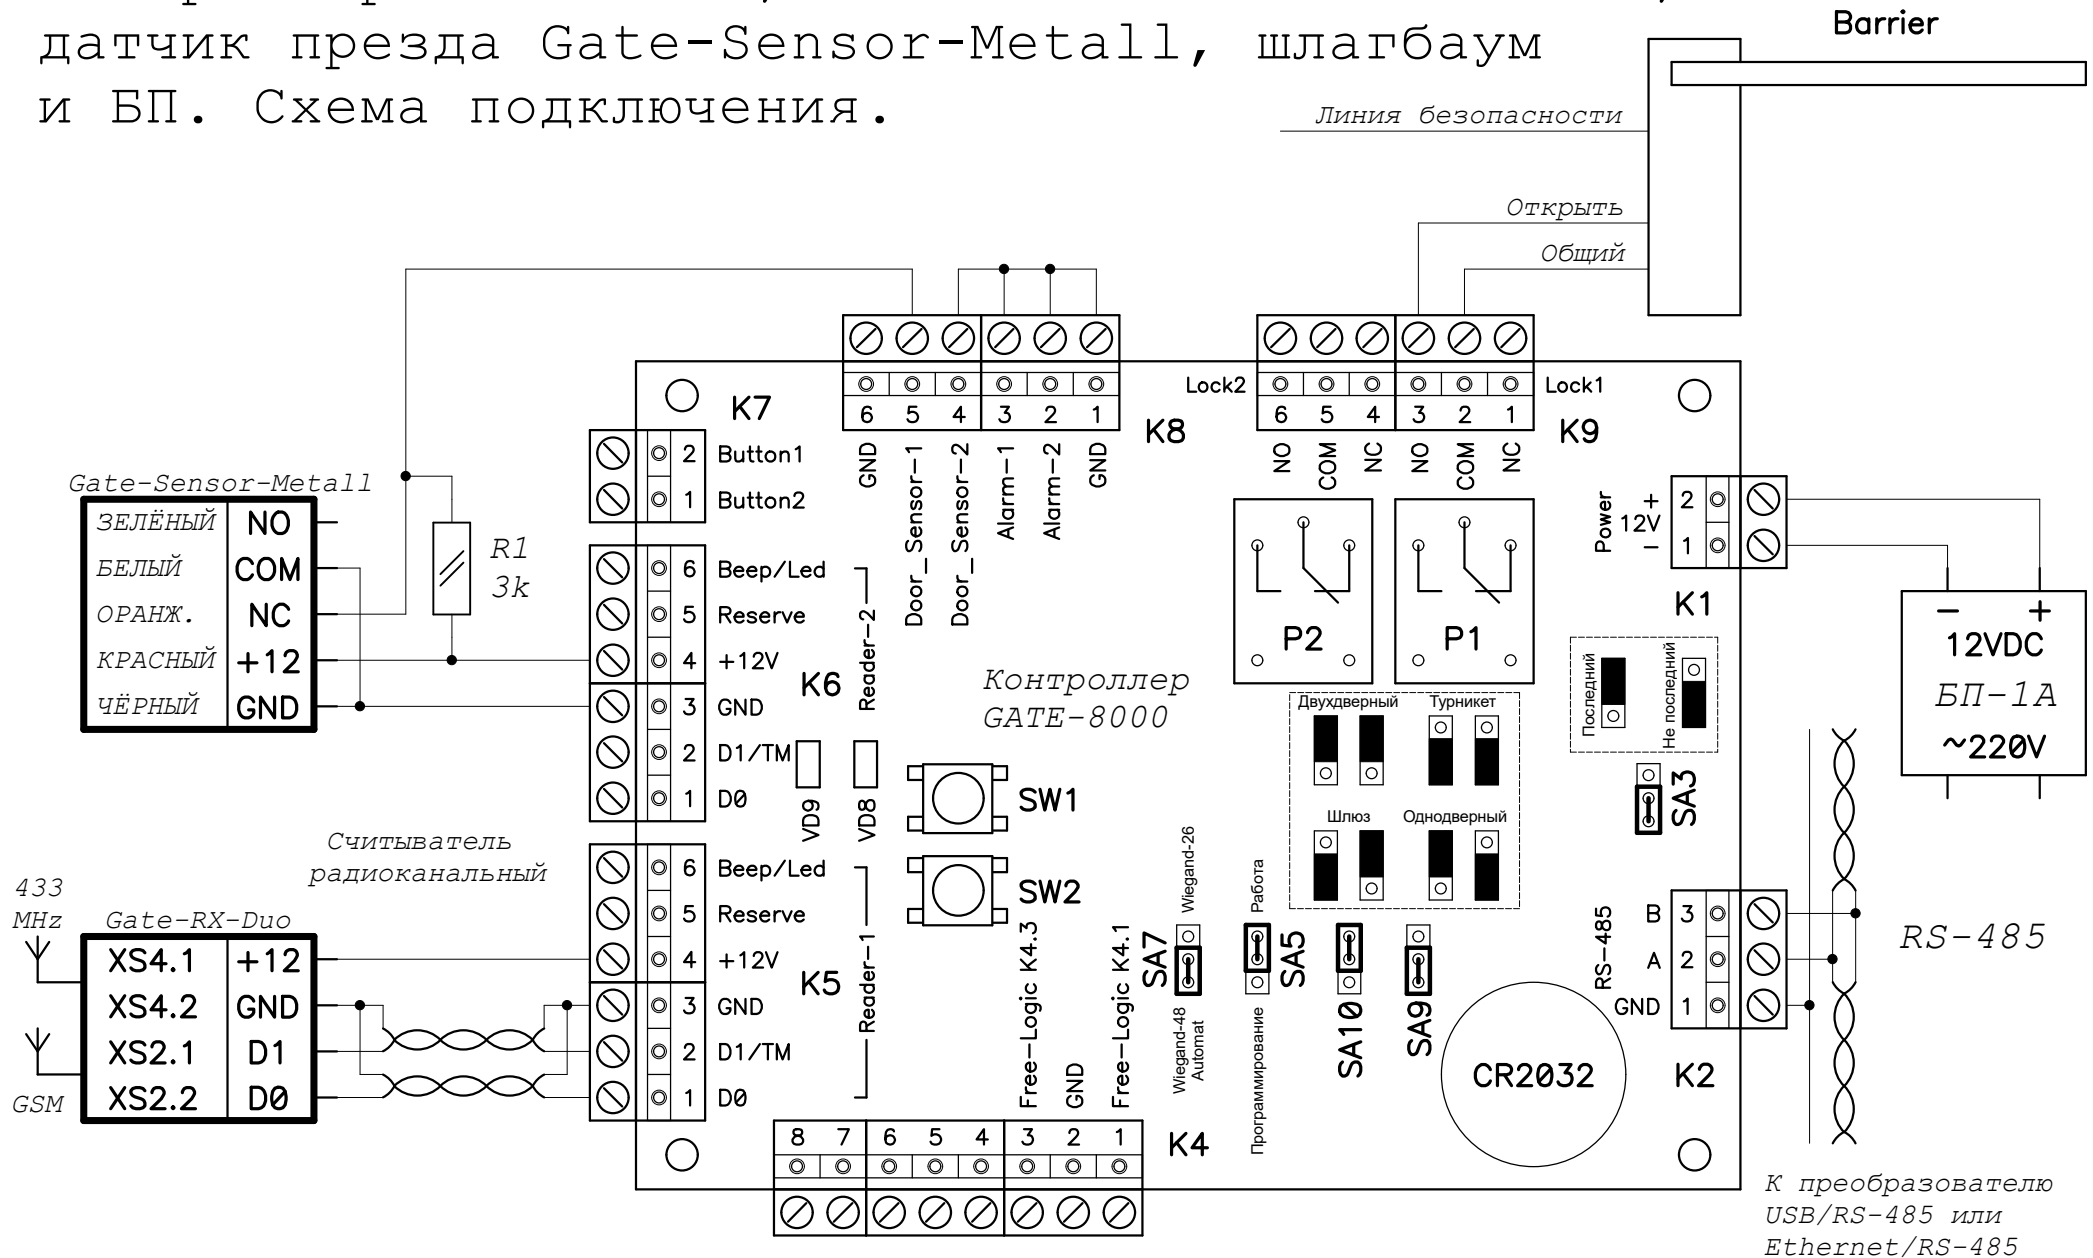 датчик презда Gate-Sensor-Metall, шлагбаум
и БП. Схема подключения.
Barrier
Линия безопасности
Открыть
Общий
K7
2 Button1
1 Button2
6 5 4 3 2 1
GND
Door_Sensor-1
Door_Sensor-2
Alarm-1
Alarm-2
GND
K8
Lock2
6 5 4 3 2 1
Lock1
NO
COM
NC
NO
COM
NC
K9
Gate-Sensor-Metall
ЗЕЛЁНЫЙ NO
БЕЛЫЙ COM
ОРАНЖ. NC
КРАСНЫЙ +12
ЧЁРНЫЙ GND
R1
3k
6 Beep/Led
5 Reserve
4 +12V
3 GND
2 D1/TM
1 D0
K6
Reader-2
VD9
VD8
Контроллер
GATE-8000
P2
P1
Power
+
12V
−
2
1
K1
− +
12VDC
БП-1А
~220V
Последний
Не последний
SA3
Двухдверный
Турникет
Шлюз
Однодверный
SW1
SW2
Считыватель
радиоканальный
433
MHz
GSM
Gate-RX-Duo
XS4.1 +12
XS4.2 GND
XS2.1 D1
XS2.2 D0
6 Beep/Led
5 Reserve
4 +12V
3 GND
2 D1/TM
1 D0
K5
Reader-1
Free-Logic K4.3
GND
Free-Logic K4.1
8 7 6 5 4 3 2 1
K4
SA7
Wiegand-26
Wiegand-48
Automat
SA5
Работа
Программирование
SA10
SA9
CR2032
RS-485
B 3
A 2
GND 1
K2
RS-485
К преобразователю
USB/RS-485 или
Ethernet/RS-485